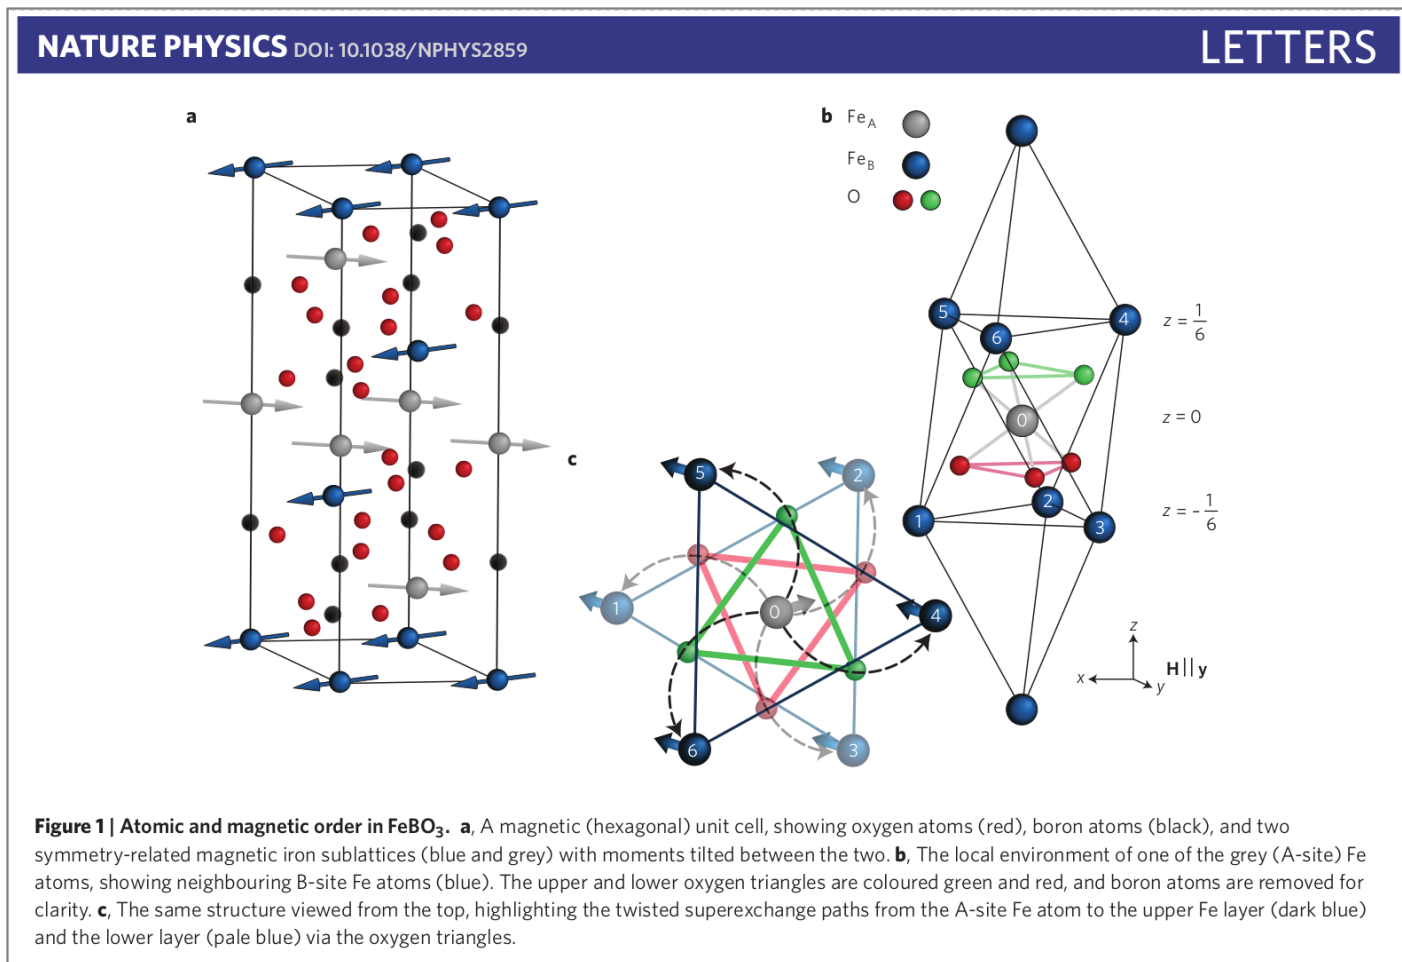 NATURE PHYSICS DOI: 10.1038/NPHYS2859
LETTERS
a
b
Fe_A
Fe_B
O
5
4
6
z = 1/6
0
z = 0
1
2
3
z = -1/6
z
x
y
H||y
c
5
2
1
0
4
6
3
Figure 1 | Atomic and magnetic order in FeBO₃. a, A magnetic (hexagonal) unit cell, showing oxygen atoms (red), boron atoms (black), and two
symmetry-related magnetic iron sublattices (blue and grey) with moments tilted between the two. b, The local environment of one of the grey (A-site) Fe
atoms, showing neighbouring B-site Fe atoms (blue). The upper and lower oxygen triangles are coloured green and red, and boron atoms are removed for
clarity. c, The same structure viewed from the top, highlighting the twisted superexchange paths from the A-site Fe atom to the upper Fe layer (dark blue)
and the lower layer (pale blue) via the oxygen triangles.